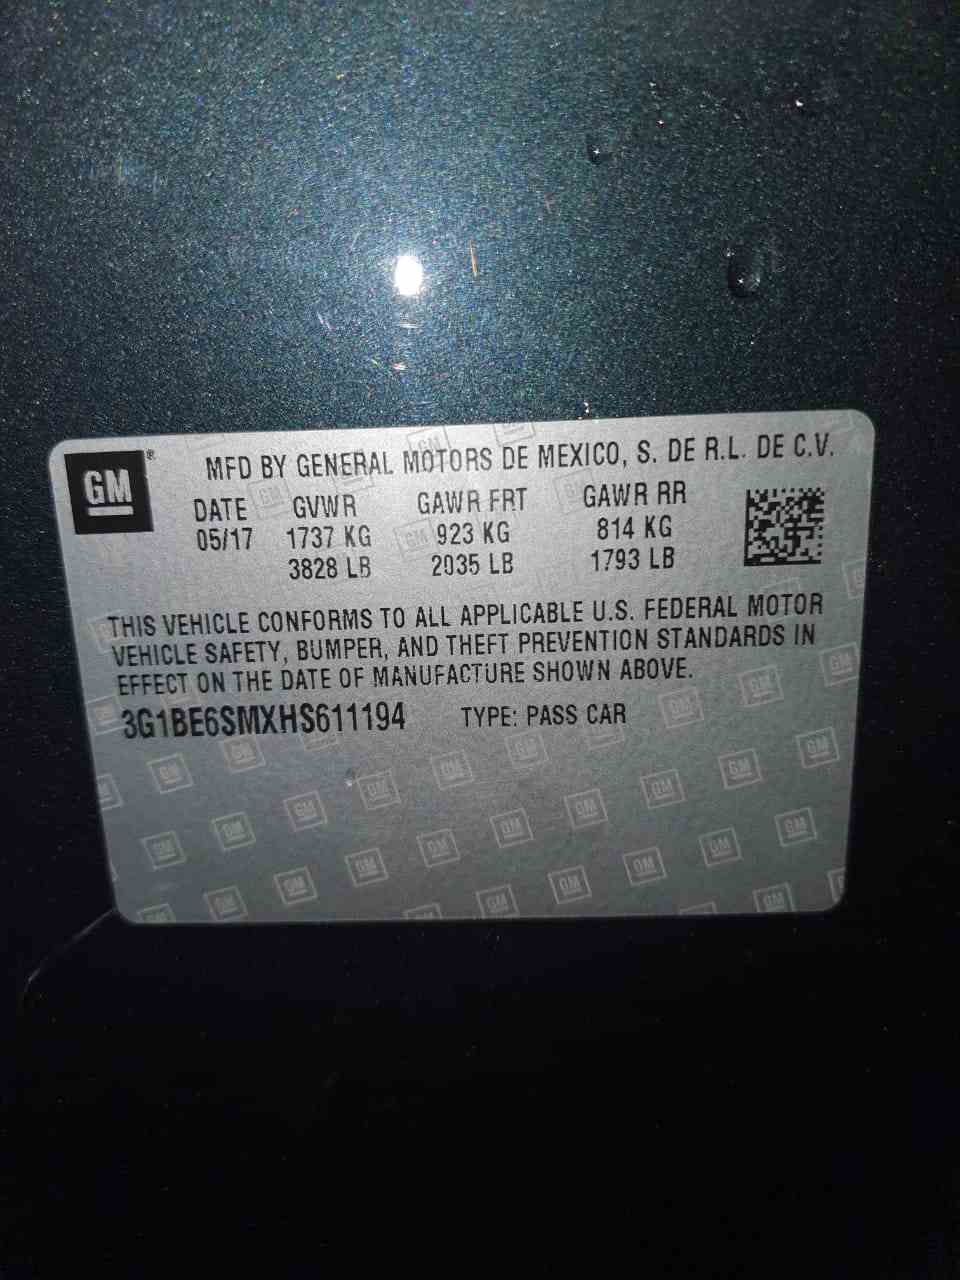 GM®
MFD BY GENERAL MOTORS DE MEXICO, S. DE R.L. DE C.V.
DATE GVWR GAWR FRT GAWR RR
05/17 1737 KG 923 KG 814 KG
3828 LB 2035 LB 1793 LB
THIS VEHICLE CONFORMS TO ALL APPLICABLE U.S. FEDERAL MOTOR
VEHICLE SAFETY, BUMPER, AND THEFT PREVENTION STANDARDS IN
EFFECT ON THE DATE OF MANUFACTURE SHOWN ABOVE.
3G1BE6SMXHS611194 TYPE: PASS CAR